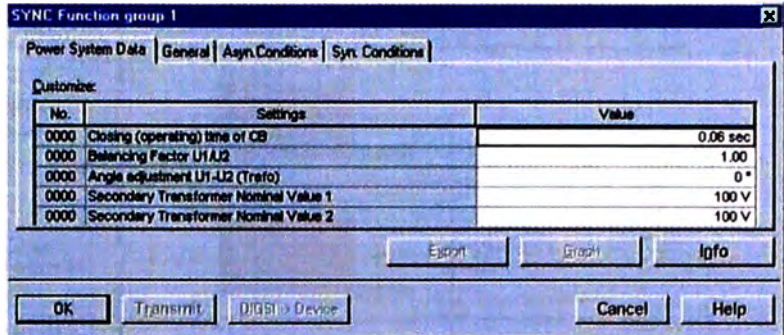 SYNC Function group 1
Power System Data General Asyn.Conditions Syn. Conditions
Customize:
No. Settings Value
0000 Closing (operating) time of CB 0.06 sec
0000 Balancing Factor U1/U2 1.00
0000 Angle adjustment U1-U2 (Trafo) 0°
0000 Secondary Transformer Nominal Value 1 100 V
0000 Secondary Transformer Nominal Value 2 100 V
Export Graph Info
OK Transmit DIGSI -> Device Cancel Help